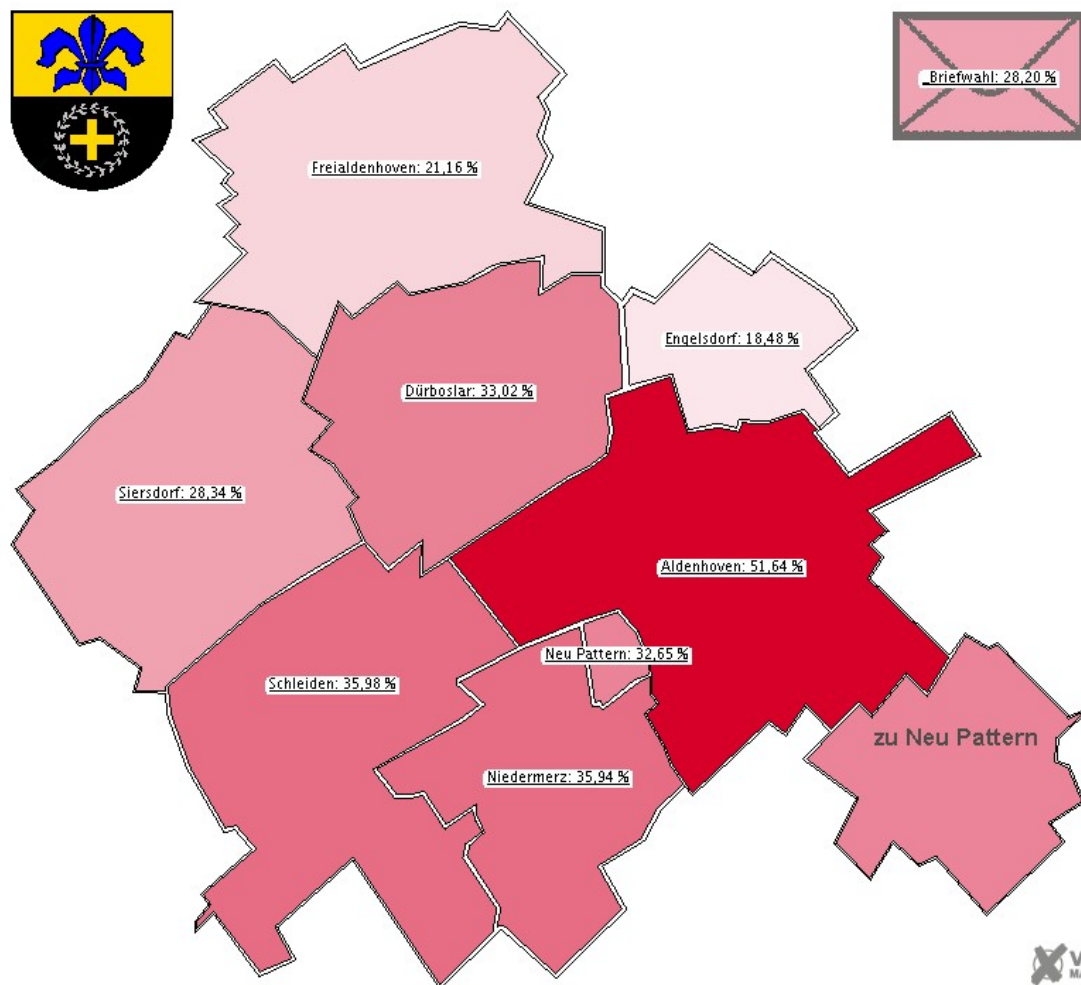 _Briefwahl: 28,20 %
Freialdenhoven: 21,16 %
Engelsdorf: 18,48 %
Dürboslar: 33,02 %
Siersdorf: 28,34 %
Aldenhoven: 51,64 %
Neu Pattern: 32,65 %
Schleiden: 35,98 %
zu Neu Pattern
Niedermerz: 35,94 %